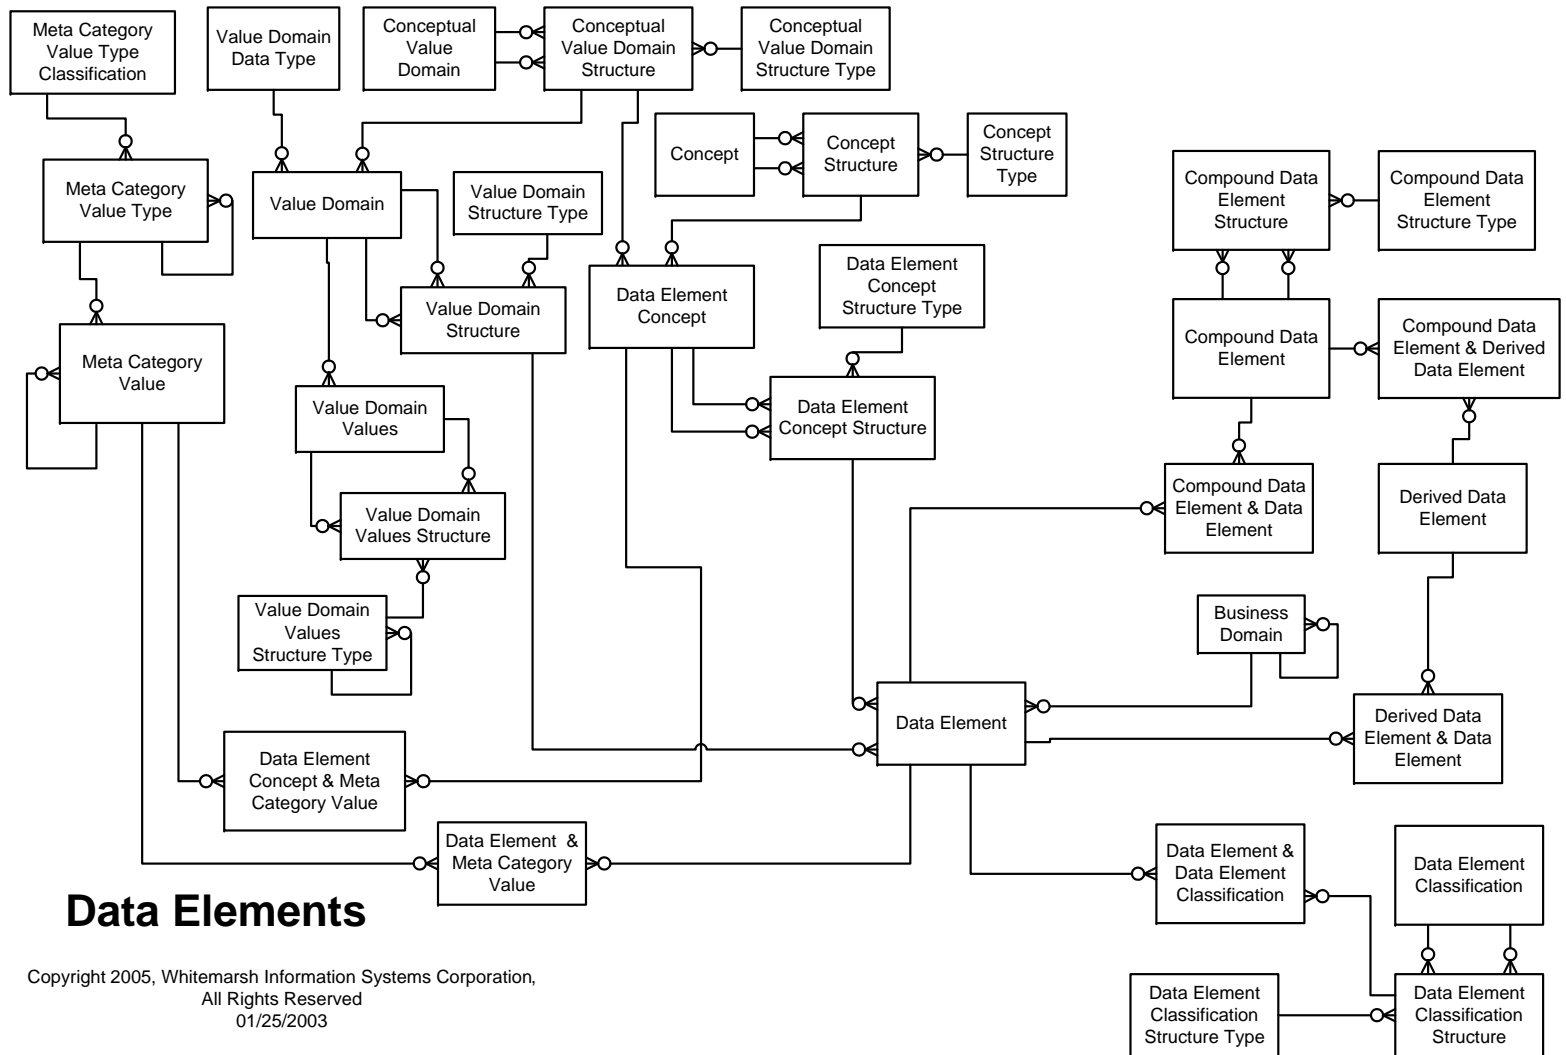 Meta Category
Value Type
Classification
Value Domain
Data Type
Conceptual
Value
Domain
Conceptual
Value Domain
Structure
Conceptual
Value Domain
Structure Type
Concept
Concept
Structure
Concept
Structure
Type
Meta Category
Value Type
Value Domain
Value Domain
Structure Type
Compound Data
Element
Structure
Compound Data
Element
Structure Type
Data Element
Concept
Data Element
Concept
Structure Type
Value Domain
Structure
Meta Category
Value
Compound Data
Element
Compound Data
Element & Derived
Data Element
Value Domain
Values
Data Element
Concept Structure
Value Domain
Values Structure
Compound Data
Element & Data
Element
Derived Data
Element
Value Domain
Values
Structure Type
Business
Domain
Data Element
Derived Data
Element & Data
Element
Data Element
Concept & Meta
Category Value
Data Element  &
Meta Category
Value
Data Element &
Data Element
Classification
Data Element
Classification
Data Elements
Copyright 2005, Whitemarsh Information Systems Corporation,
All Rights Reserved
01/25/2003
Data Element
Classification
Structure Type
Data Element
Classification
Structure